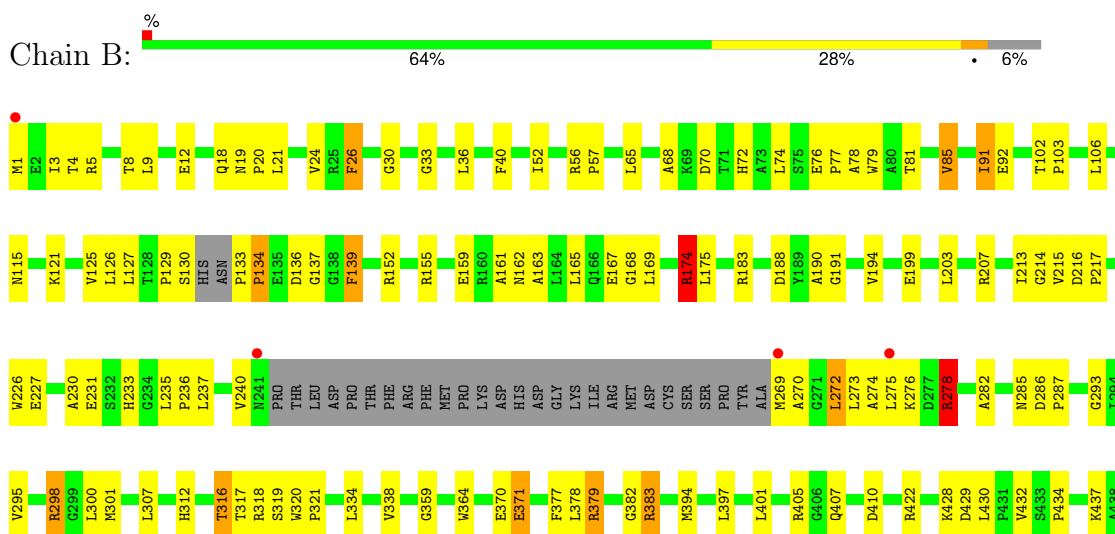 %
Chain B:
64% 28% • 6%
M1 E2 I3 T4 R5 T8 L9 E12 Q18 N19 P20 L21 V24 R25 F26 G30 G33 L36 F40 I52 R56 P57 L65 A68 K69 D70 T71 H72 A73 L74 S75 E76 P77 A78 W79 A80 T81 V85 I91 E92 T102 P103 L106
N115 K121 V125 L126 L127 T128 P129 S130 HIS ASN P133 P134 E135 D136 G137 G138 F139 R152 R155 E159 R160 A161 N162 A163 L164 L165 Q166 E167 G168 L169 R174 L175 R183 D188 Y189 A190 G191 V194 E199 L203 R207 I213 G214 V215 D216 P217
W226 E227 A230 E231 S232 H233 G234 L235 P236 L237 V240 N241 PRO THR LEU ASP PRO THR PHE ARG PHE MET PRO LYS ASP HIS ASP GLY LYS ILE ARG MET ASP CYS SER SER PRO TYR ALA M269 A270 G271 L272 L273 A274 L275 K276 D277 R278 A282 N285 D286 P287 G293 I294
V295 R298 G299 L300 M301 L307 H312 T316 T317 R318 S319 W320 P321 L334 V338 G359 W364 E370 E371 F377 L378 R379 G382 R383 M394 L397 L401 R405 G406 Q407 D410 R422 K428 D429 L430 P431 V432 S433 P434 K437 A438